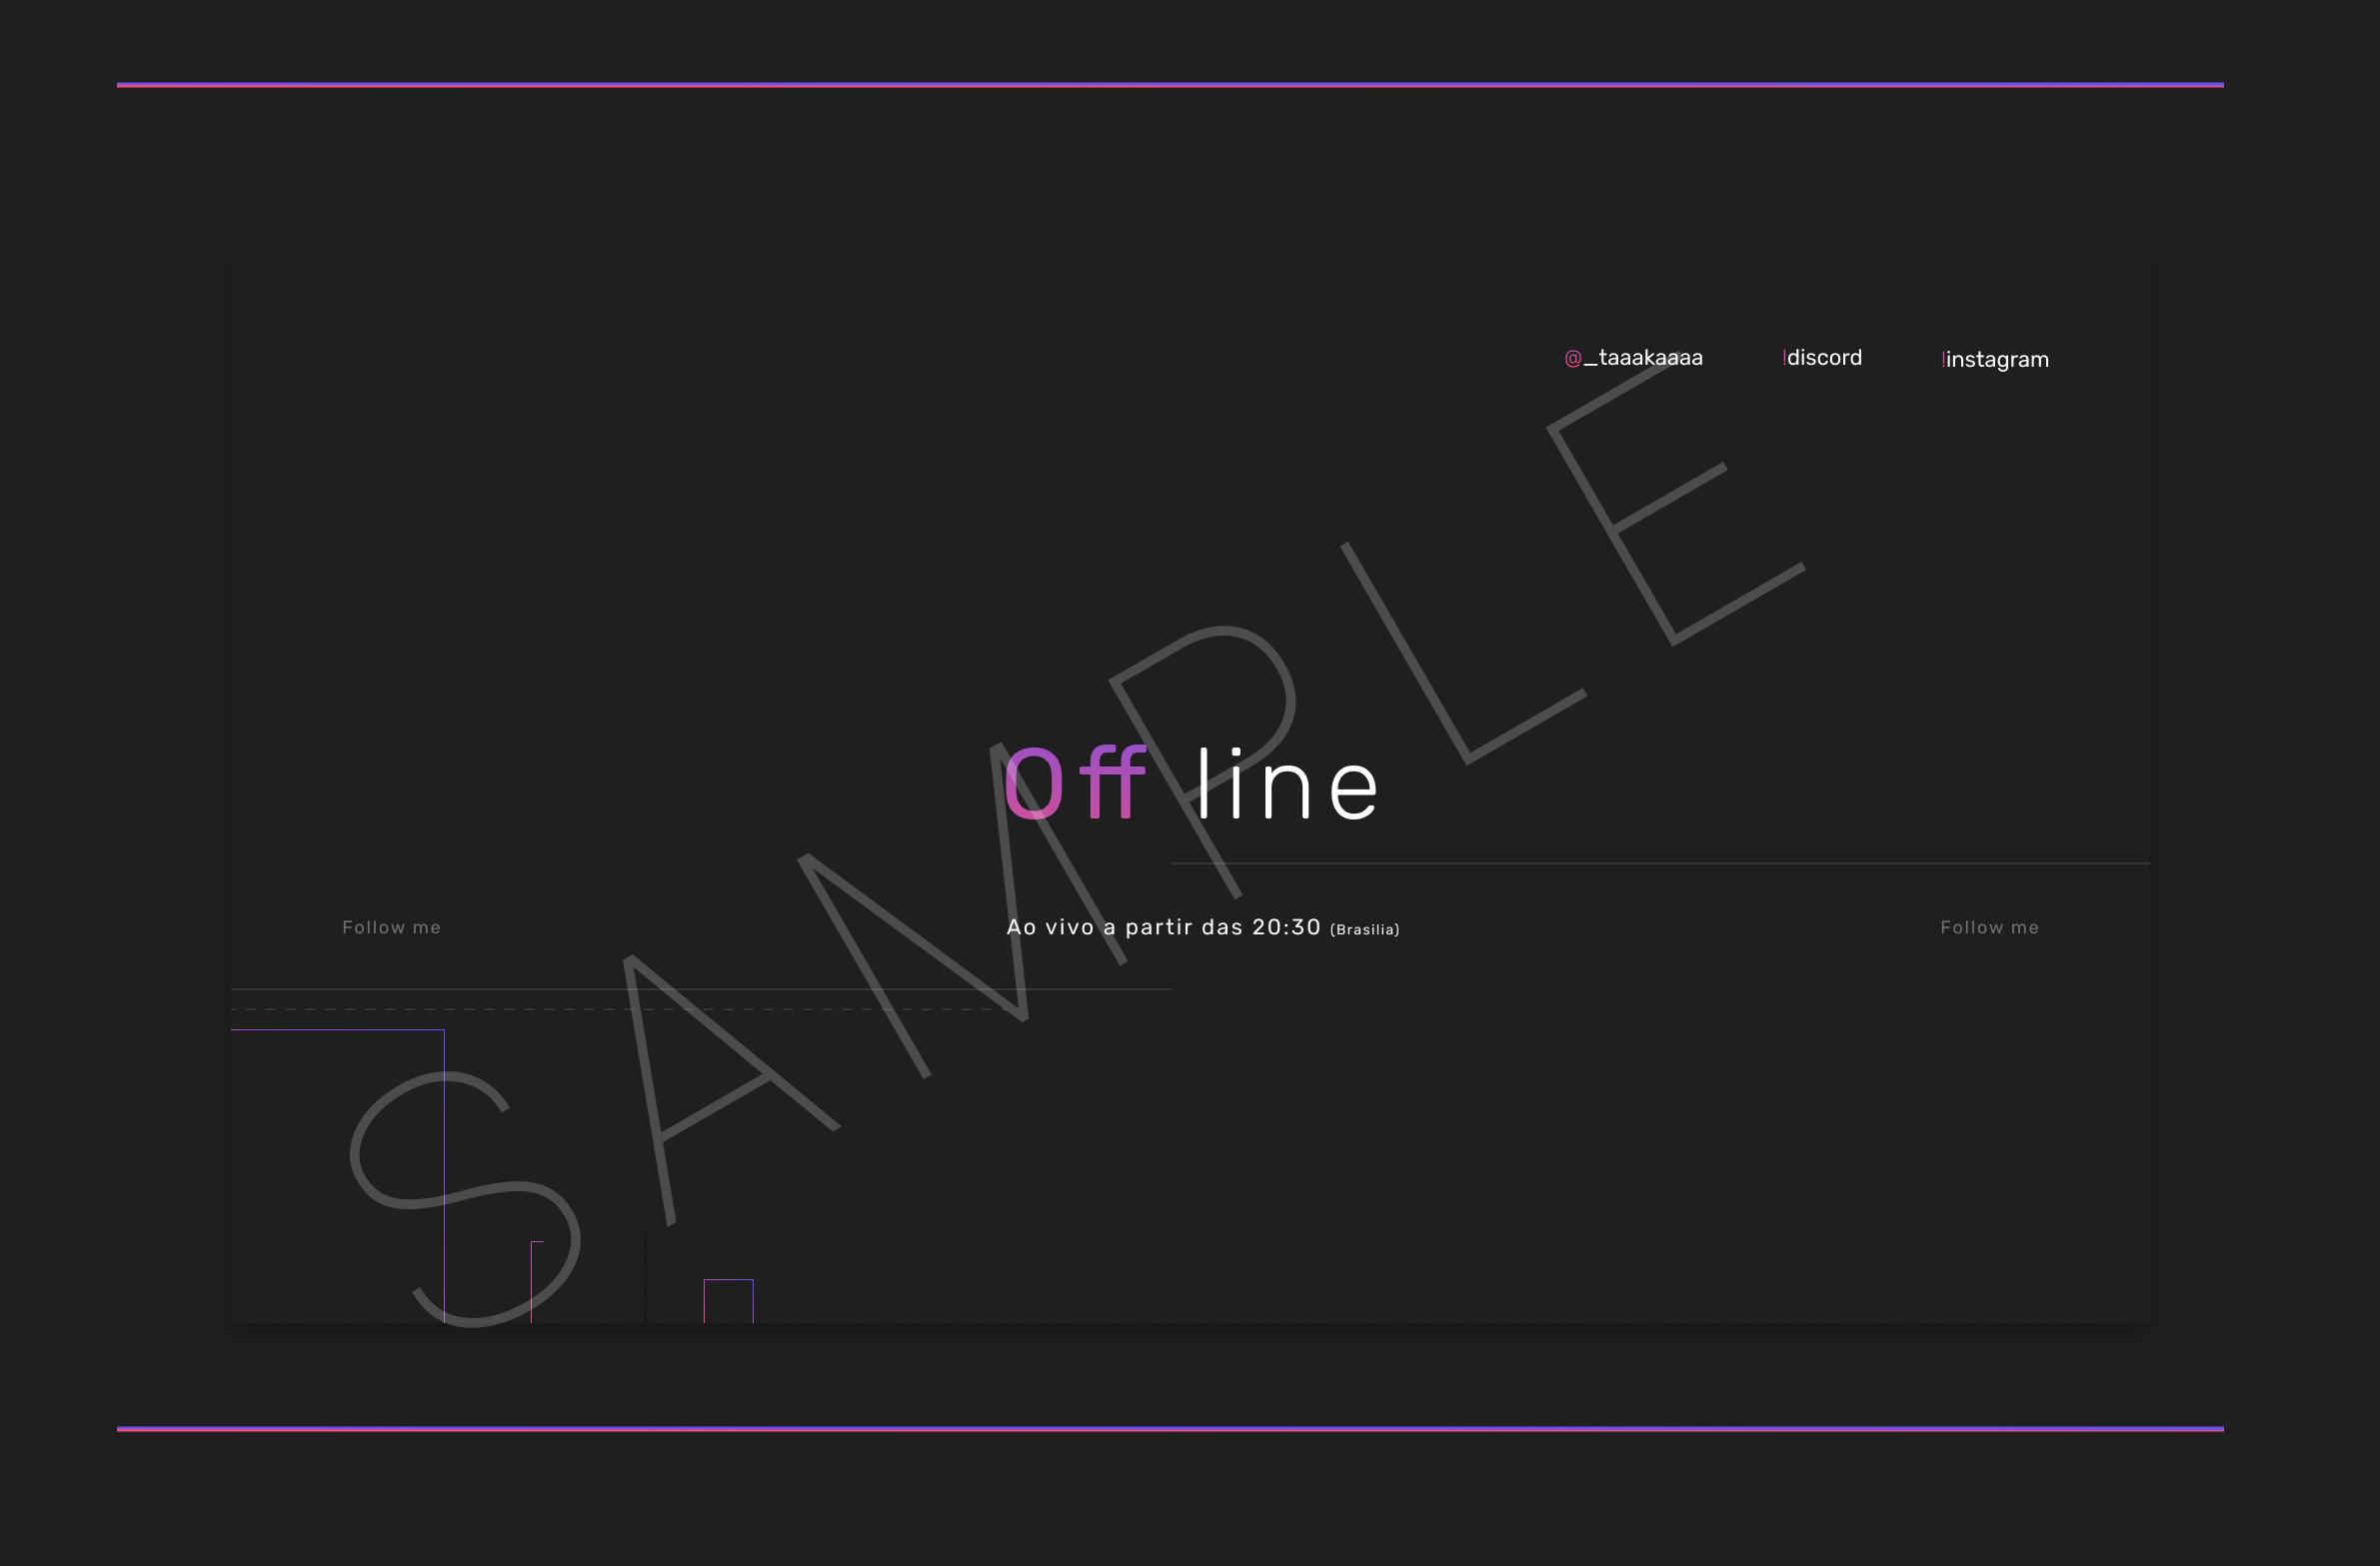 @_taaakaaaa !discord !instagram
SAMPLE
Off line
Follow me
Ao vivo a partir das 20:30 (Brasilia)
Follow me